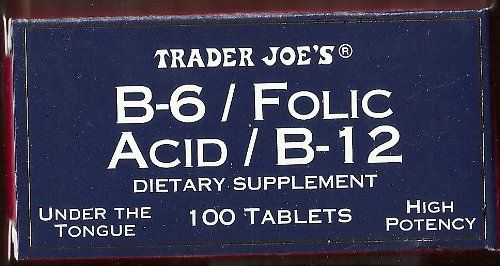 TRADER JOE'S®
B-6 / FOLIC
ACID / B-12
DIETARY SUPPLEMENT
UNDER THE
TONGUE
100 TABLETS
HIGH
POTENCY